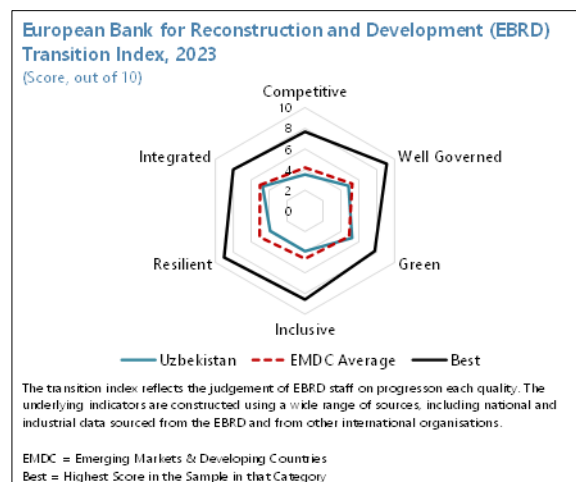 European Bank for Reconstruction and Development (EBRD)
Transition Index, 2023
(Score, out of 10)
Competitive
10
8
6
4
2
0
Integrated
Well Governed
Resilient
Green
Inclusive
Uzbekistan
EMDC Average
Best
The transition index reflects the judgement of EBRD staff on progresson each quality. The
underlying indicators are constructed using a wide range of sources, including national and
industrial data sourced from the EBRD and from other international organisations.
EMDC = Emerging Markets & Developing Countries
Best = Highest Score in the Sample in that Category